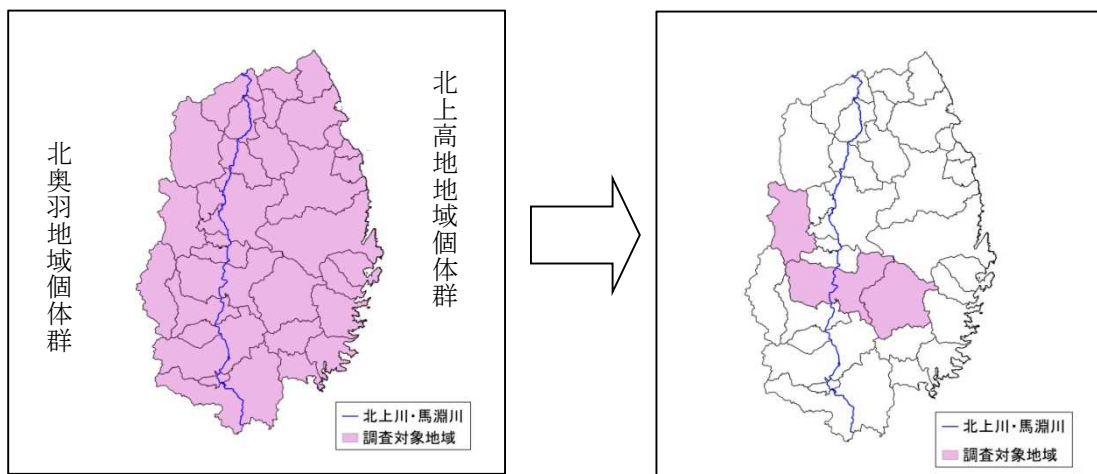 北奥羽地域個体群
北上高地地域個体群
北上川・馬淵川
調査対象地域
北上川・馬淵川
調査対象地域